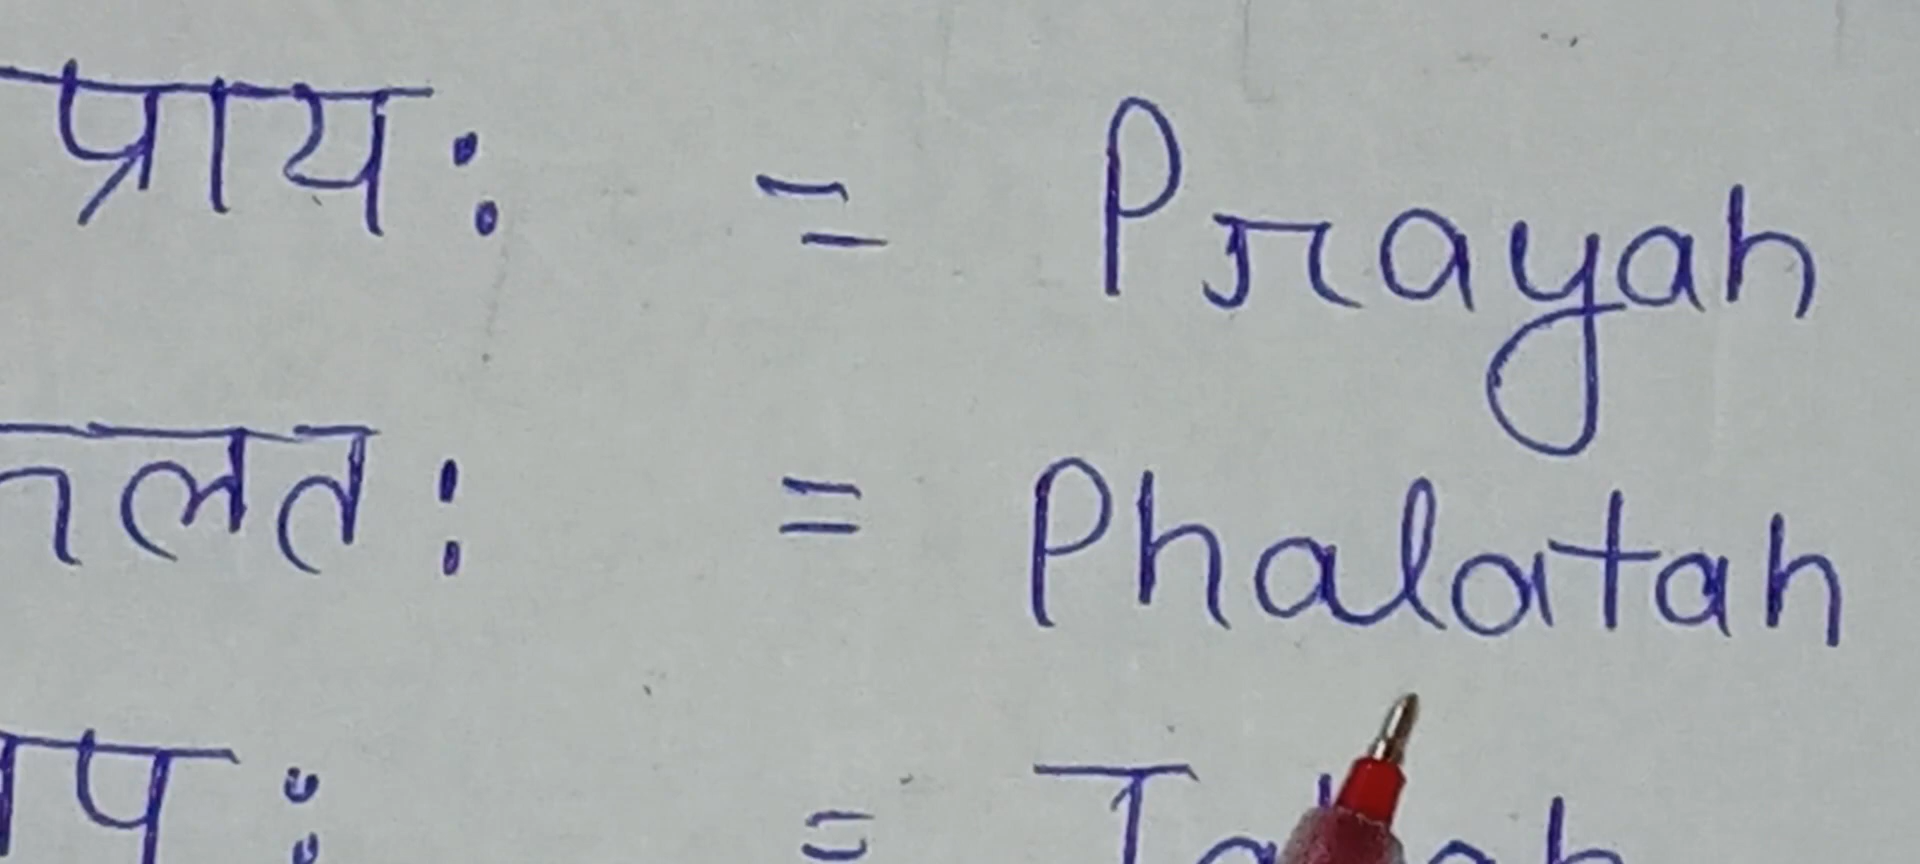 प्राय: = Prayah
लत: = Phalatah
प: =